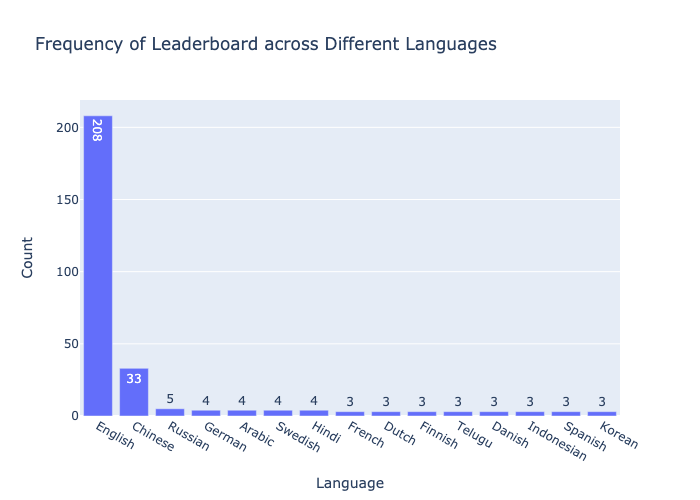 Frequency of Leaderboard across Different Languages
Count
200
150
100
50
0
208
33
5
4
4
4
4
3
3
3
3
3
3
3
3
English
Chinese
Russian
German
Arabic
Swedish
Hindi
French
Dutch
Finnish
Telugu
Danish
Indonesian
Spanish
Korean
Language